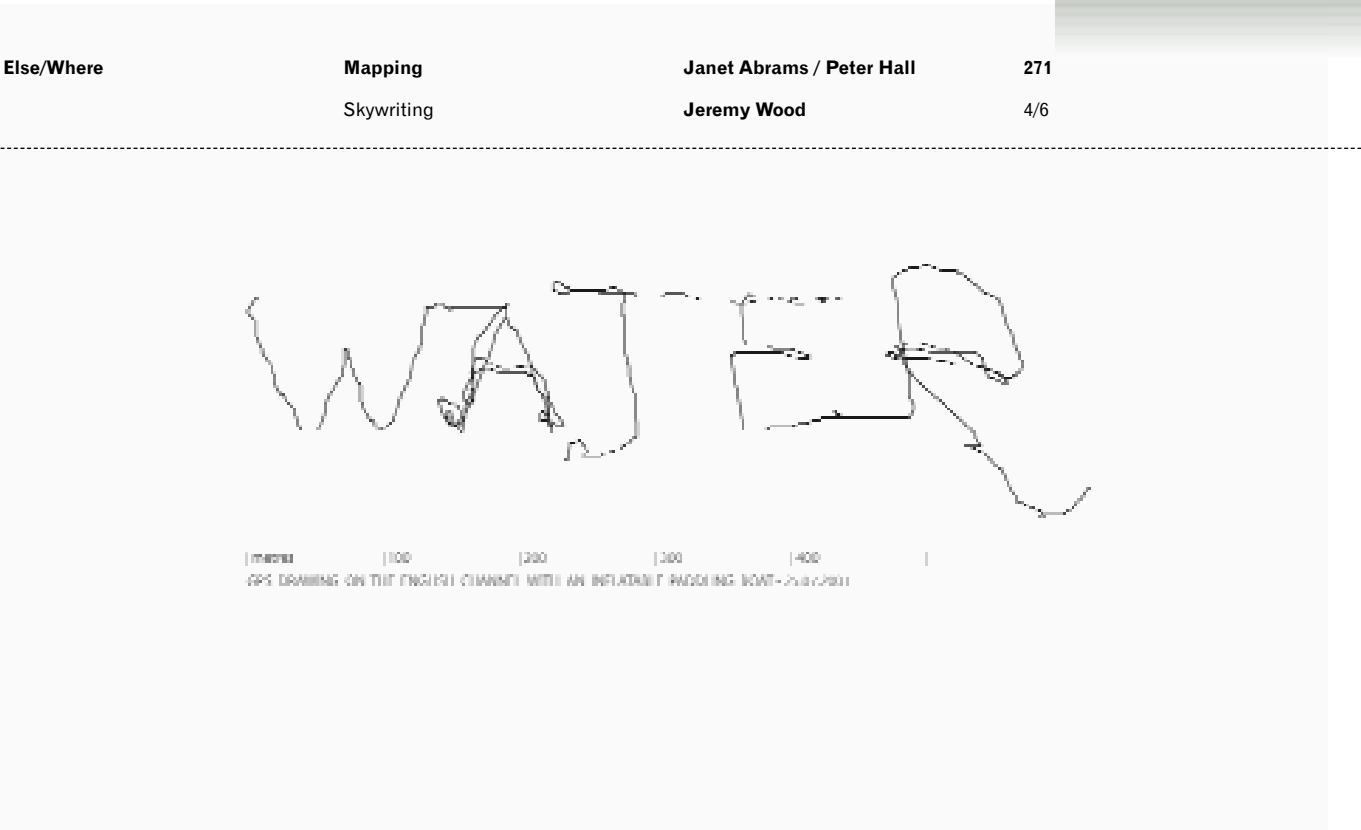 Else/Where Mapping Janet Abrams / Peter Hall 271
Skywriting Jeremy Wood 4/6
WATER
|metres |100 |200 |300 |400 |
GPS DRAWING ON THE ENGLISH CHANNEL WITH AN INFLATABLE PADDLING BOAT-